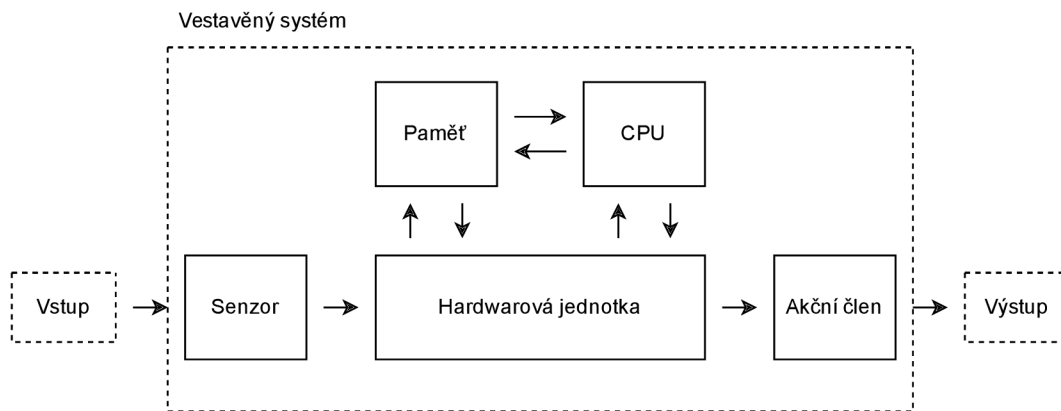 Vestavěný systém
Paměť
CPU
Vstup
Senzor
Hardwarová jednotka
Akční člen
Výstup